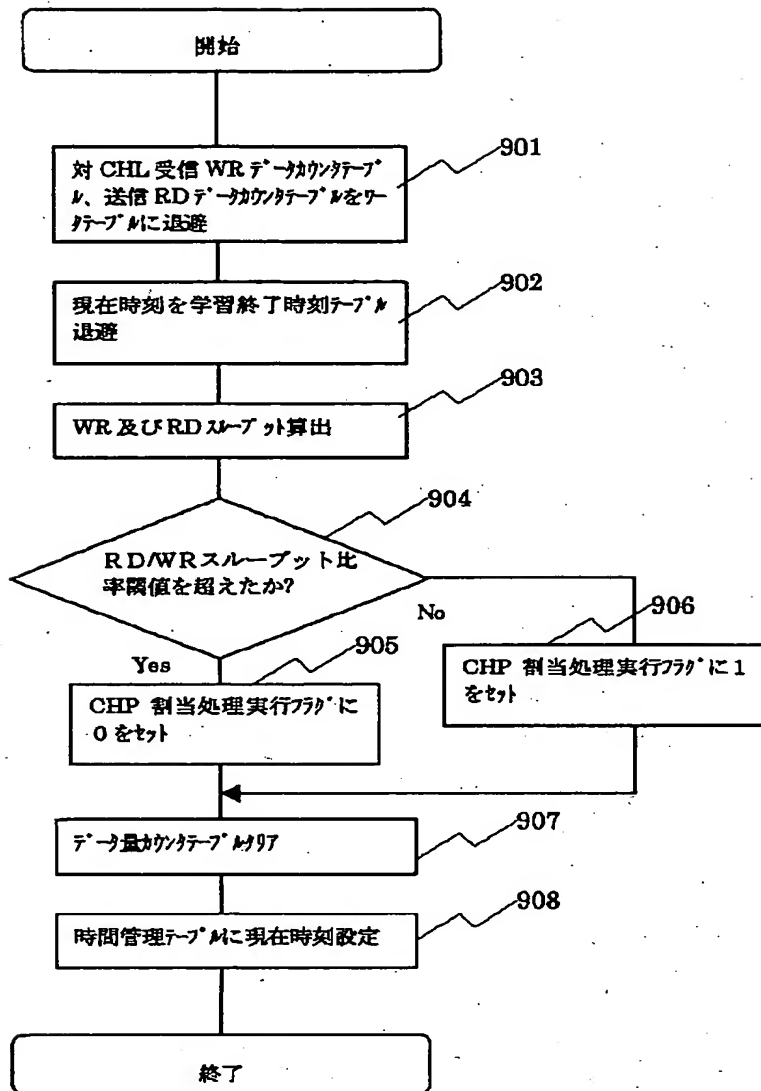 開始
901
対 CHL 受信 WR データカウンタテーブ
ル、送信 RD データカウンタテーブルをワー
タテーブルに退避
902
現在時刻を学習終了時刻テーブル
退避
903
WR 及び RD スループット算出
904
RD/WRスループット比
率閾値を超えたか?
No
906
Yes
905
CHP 割当処理実行フラグに
0 をセット
CHP 割当処理実行フラグに 1
をセット
907
データ量カウンタテーブルクリア
908
時間管理テーブルに現在時刻設定
終了